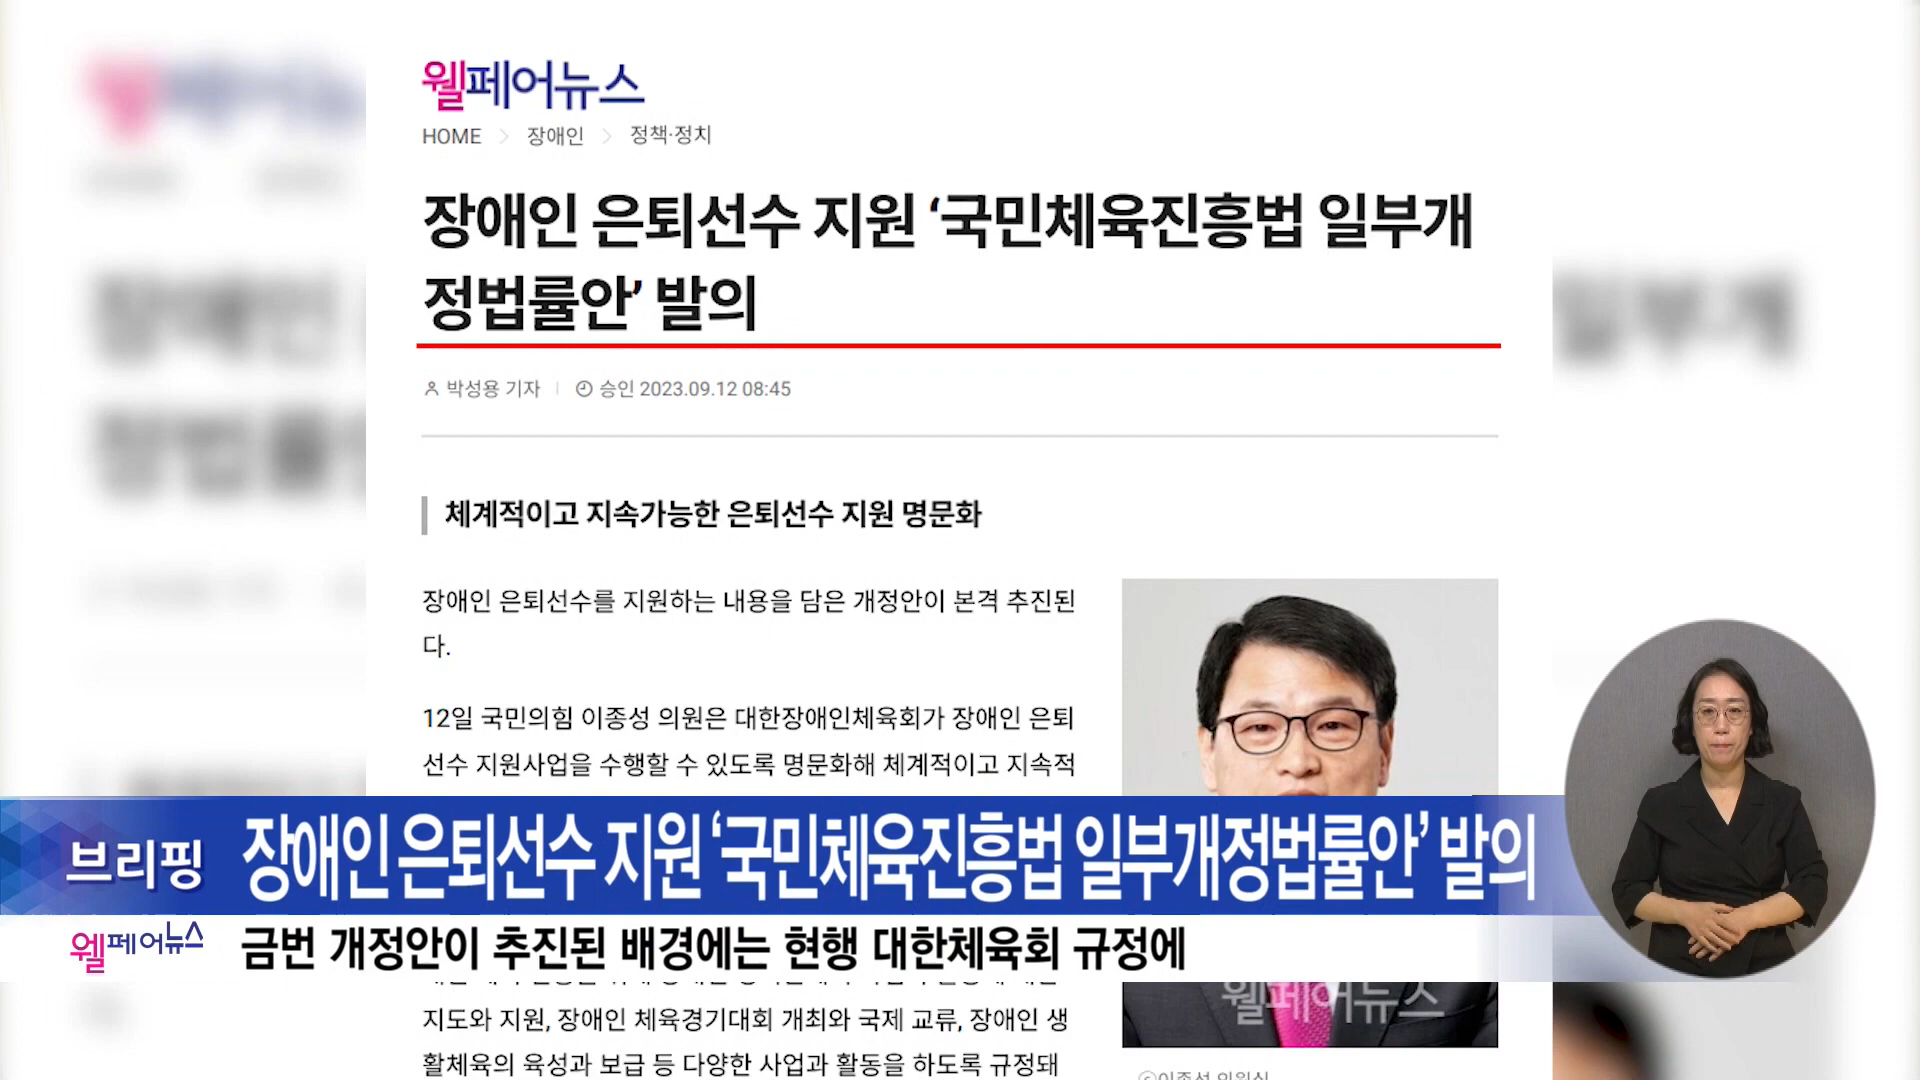 웰페어뉴스
HOME > 장애인 > 정책·정치
장애인 은퇴선수 지원 ‘국민체육진흥법 일부개
정법률안’ 발의
박성용 기자 | 승인 2023.09.12 08:45
체계적이고 지속가능한 은퇴선수 지원 명문화
장애인 은퇴선수를 지원하는 내용을 담은 개정안이 본격 추진된
다.
12일 국민의힘 이종성 의원은 대한장애인체육회가 장애인 은퇴
선수 지원사업을 수행할 수 있도록 명문화해 체계적이고 지속적
브리핑 장애인 은퇴선수 지원 ‘국민체육진흥법 일부개정법률안’ 발의
웰페어뉴스 금번 개정안이 추진된 배경에는 현행 대한체육회 규정에
웰페어뉴스
지도와 지원, 장애인 체육경기대회 개최와 국제 교류, 장애인 생
활체육의 육성과 보급 등 다양한 사업과 활동을 하도록 규정돼